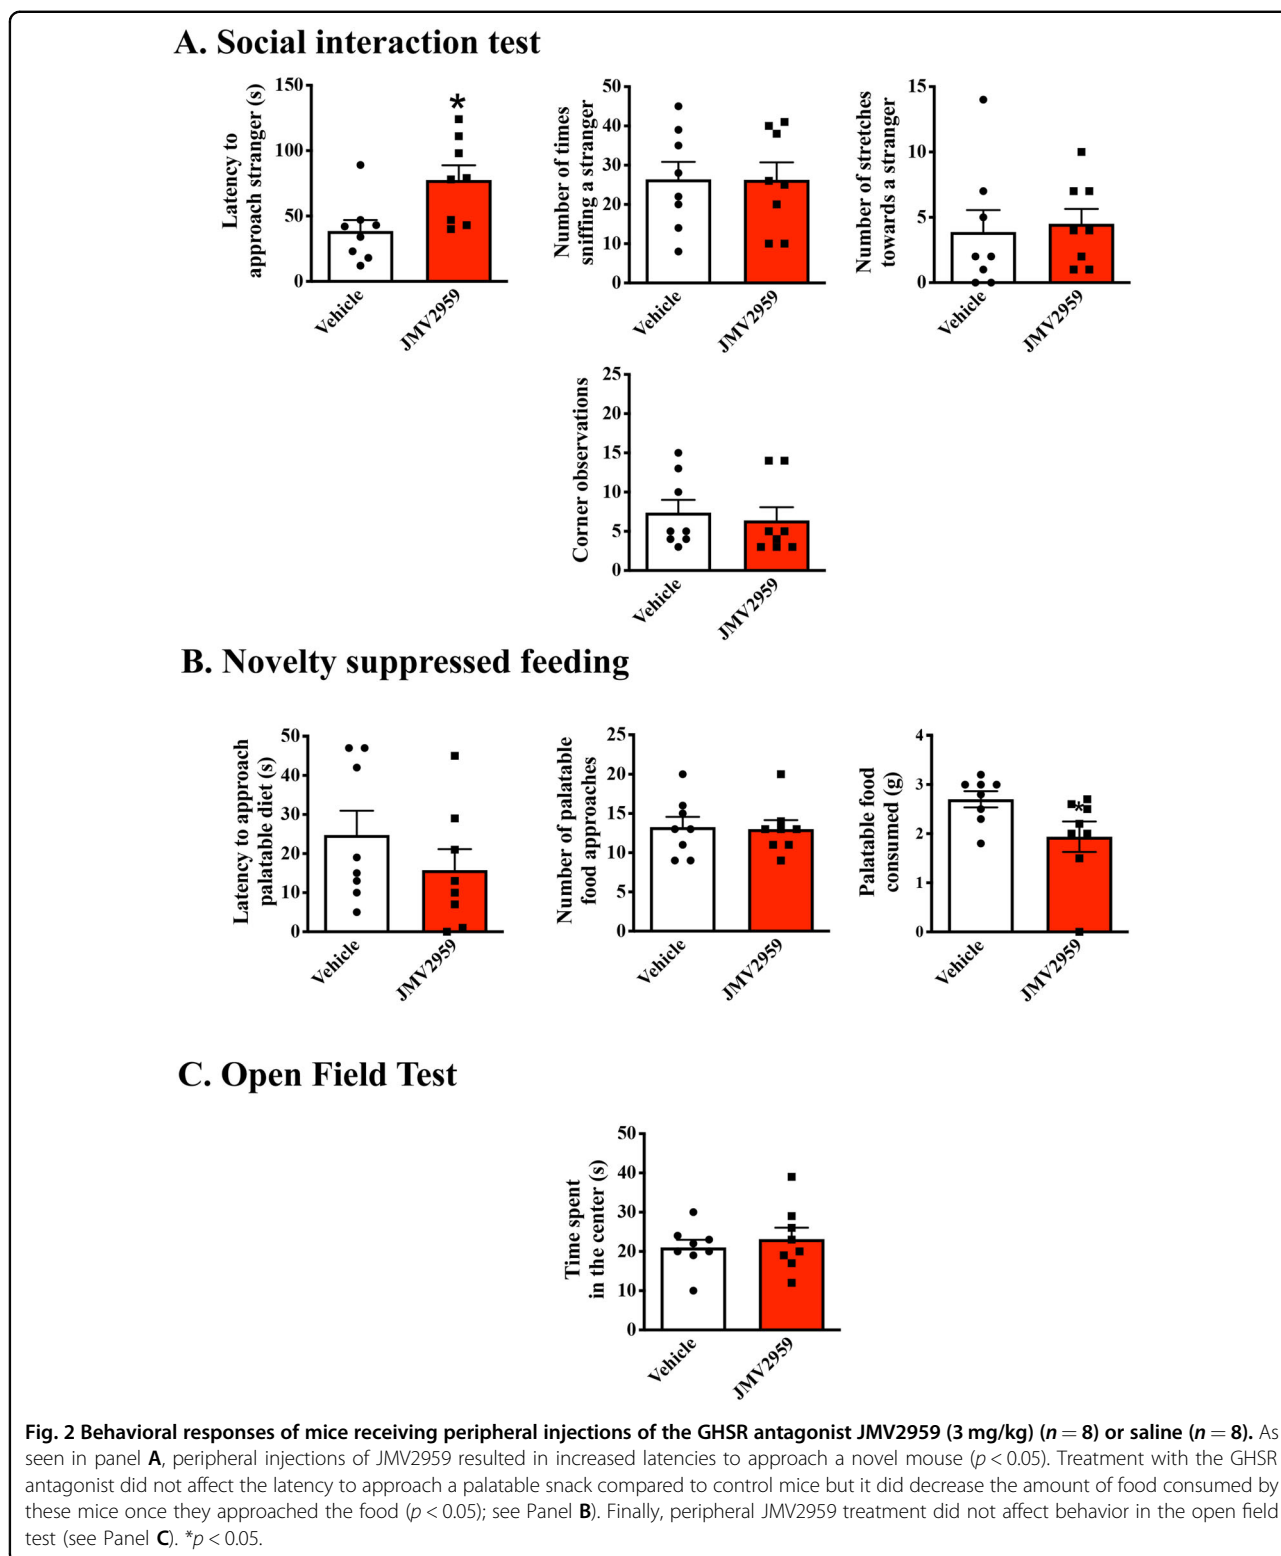 A. Social interaction test
Latency to
approach stranger (s)
150
100
50
0
*
Vehicle
JMV2959
Number of times
sniffing a stranger
50
40
30
20
10
0
Vehicle
JMV2959
Number of stretches
towards a stranger
15
10
5
0
Vehicle
JMV2959
Corner observations
25
20
15
10
5
0
Vehicle
JMV2959
B. Novelty suppressed feeding
Latency to approach
palatable diet (s)
50
40
30
20
10
0
Vehicle
JMV2959
Number of palatable
food approaches
25
20
15
10
5
0
Vehicle
JMV2959
Palatable food
consumed (g)
4
3
2
1
0
*
Vehicle
JMV2959
C. Open Field Test
Time spent
in the center (s)
50
40
30
20
10
0
Vehicle
JMV2959
Fig. 2 Behavioral responses of mice receiving peripheral injections of the GHSR antagonist JMV2959 (3 mg/kg) (n = 8) or saline (n = 8). As
seen in panel A, peripheral injections of JMV2959 resulted in increased latencies to approach a novel mouse (p < 0.05). Treatment with the GHSR
antagonist did not affect the latency to approach a palatable snack compared to control mice but it did decrease the amount of food consumed by
these mice once they approached the food (p < 0.05); see Panel B). Finally, peripheral JMV2959 treatment did not affect behavior in the open field
test (see Panel C). *p < 0.05.